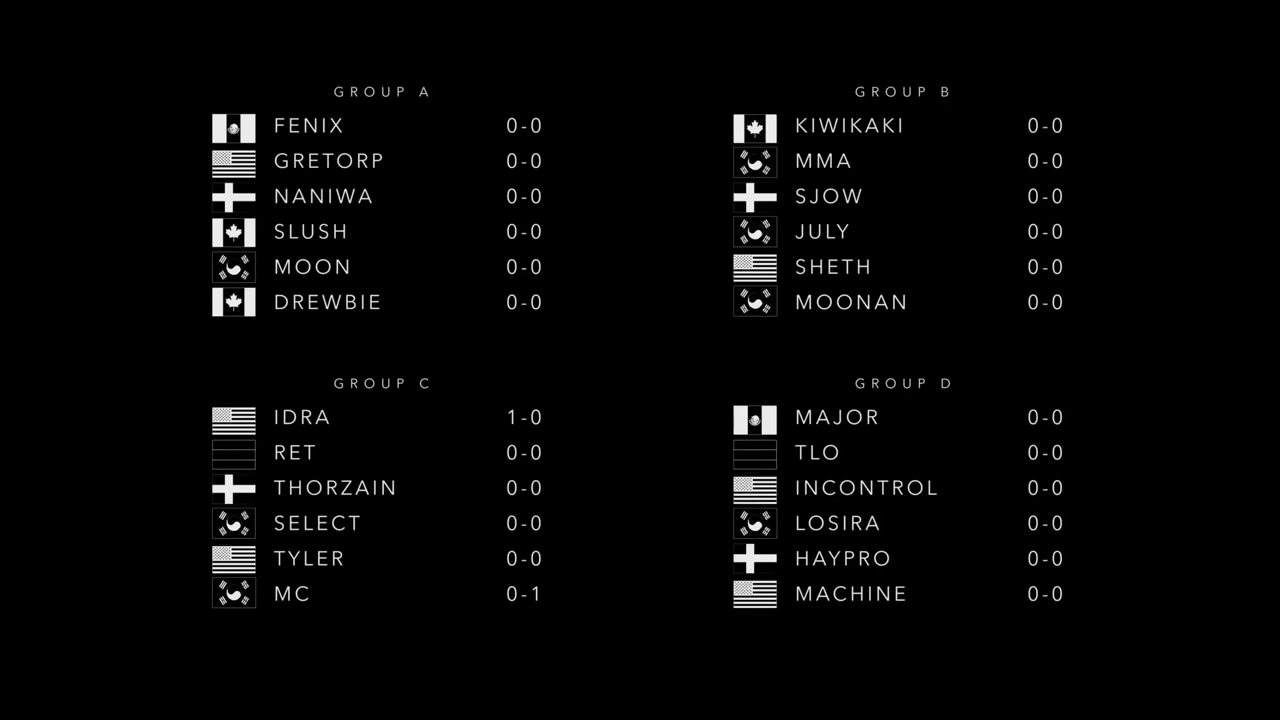 GROUP A
FENIX 0-0
GRETORP 0-0
NANIWA 0-0
SLUSH 0-0
MOON 0-0
DREWBIE 0-0
GROUP B
KIWIKAKI 0-0
MMA 0-0
SJOW 0-0
JULY 0-0
SHETH 0-0
MOONAN 0-0
GROUP C
IDRA 1-0
RET 0-0
THORZAIN 0-0
SELECT 0-0
TYLER 0-0
MC 0-1
GROUP D
MAJOR 0-0
TLO 0-0
INCONTROL 0-0
LOSIRA 0-0
HAYPRO 0-0
MACHINE 0-0